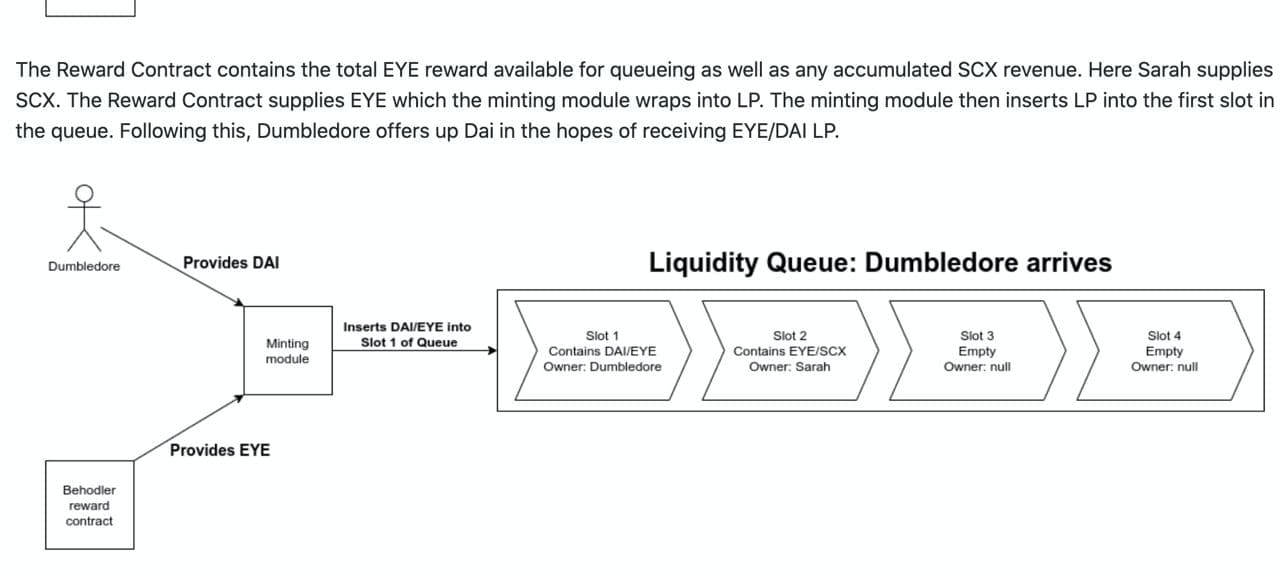 The Reward Contract contains the total EYE reward available for queueing as well as any accumulated SCX revenue. Here Sarah supplies
SCX. The Reward Contract supplies EYE which the minting module wraps into LP. The minting module then inserts LP into the first slot in
the queue. Following this, Dumbledore offers up Dai in the hopes of receiving EYE/DAI LP.
Dumbledore
Provides DAI
Liquidity Queue: Dumbledore arrives
Minting
module
Inserts DAI/EYE into
Slot 1 of Queue
Slot 1
Contains DAI/EYE
Owner: Dumbledore
Slot 2
Contains EYE/SCX
Owner: Sarah
Slot 3
Empty
Owner: null
Slot 4
Empty
Owner: null
Provides EYE
Behodler
reward
contract